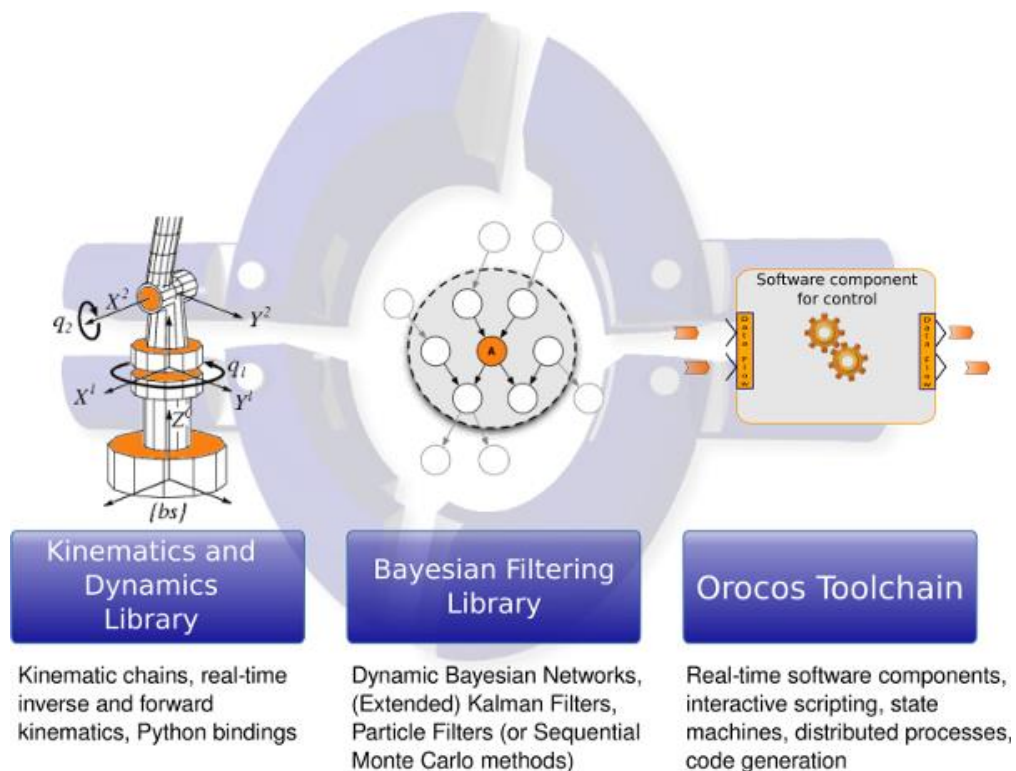 X²
q₂
Y²
q₁
X¹
Y¹
Z⁰
{bs}
A
Software component
for control
Data Flow
Data Flow
Kinematics and
Dynamics
Library
Kinematic chains, real-time
inverse and forward
kinematics, Python bindings
Bayesian Filtering
Library
Dynamic Bayesian Networks,
(Extended) Kalman Filters,
Particle Filters (or Sequential
Monte Carlo methods)
Orocos Toolchain
Real-time software components,
interactive scripting, state
machines, distributed processes,
code generation